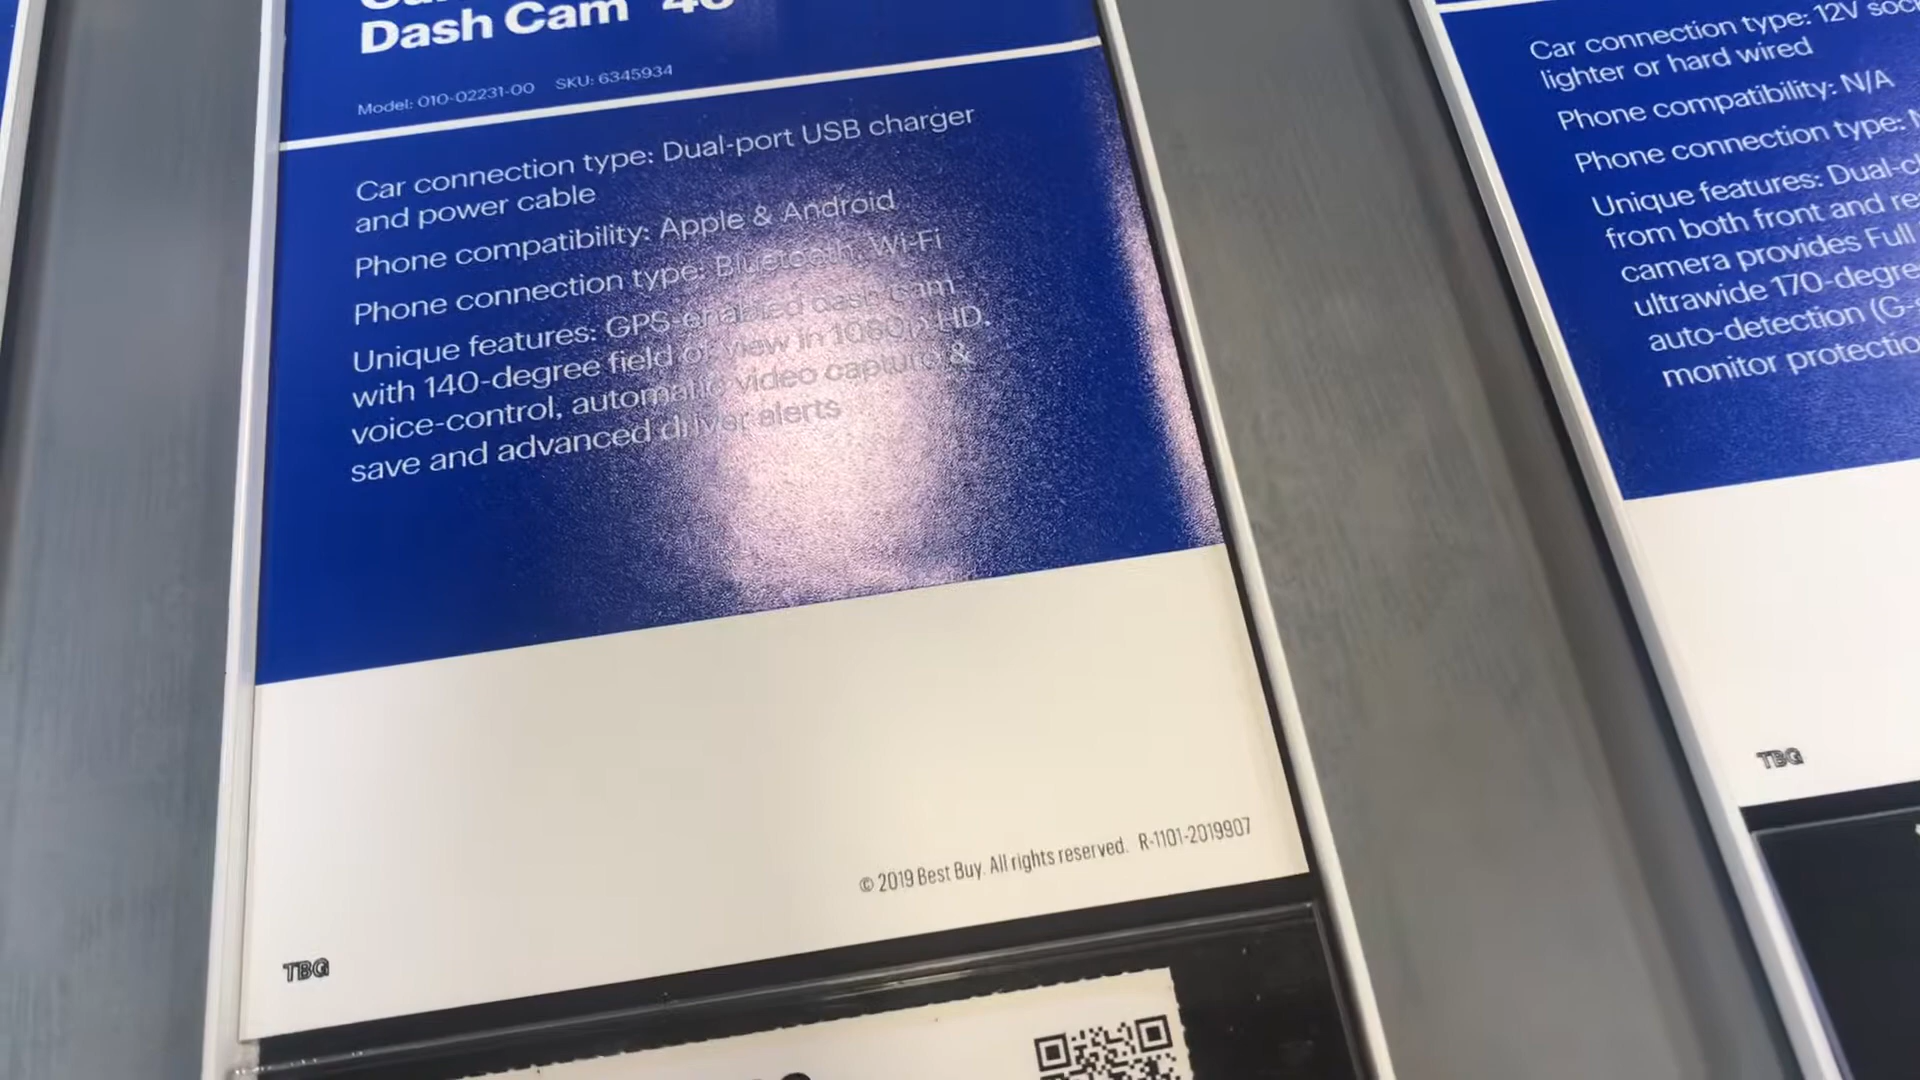 Dash Cam 46
Model: 010-02231-00 SKU: 6345934
Car connection type: Dual-port USB charger
and power cable
Phone compatibility: Apple & Android
Phone connection type: Bluetooth, Wi-Fi
Unique features: GPS-enabled dash cam
with 140-degree field of view in 1080p HD,
voice-control, automatic video capture &
save and advanced driver alerts
© 2019 Best Buy. All rights reserved. R-1101-2019907
TBG
Car connection type: 12V
lighter or hard wired
Phone compatibility: N/A
Phone connection type:
Unique features:
from both front and
camera provides Full
ultrawide
auto-detection
monitor
TBG